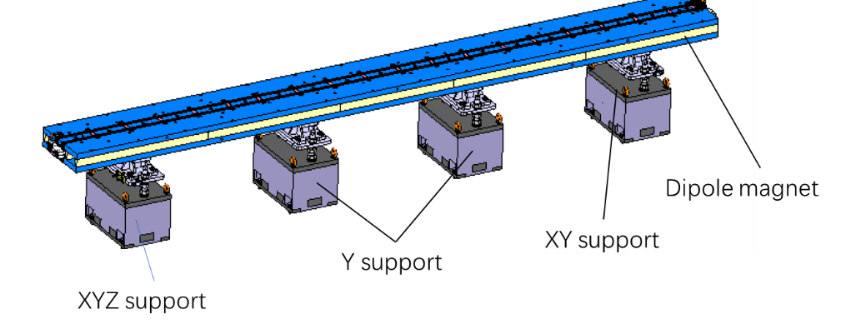 Dipole magnet
XY support
Y support
XYZ support